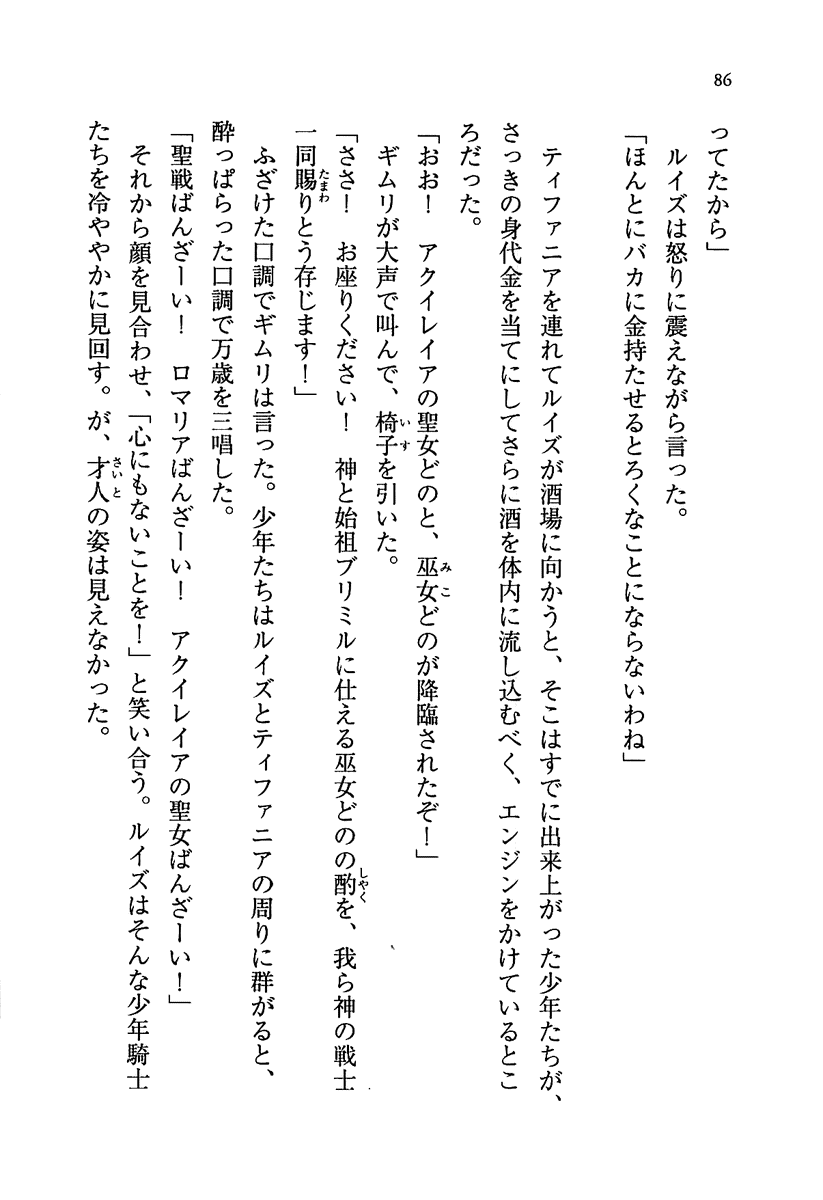 86
ってたから」
ルイズは怒りに震えながら言った。
「ほんとにバカに金持たせるとろくなことにならないわね」
ティファニアを連れてルイズが酒場に向かうと、そこはすでに出来上がった少年たちが、
さっきの身代金を当てにしてさらに酒を体内に流し込むべく、エンジンをかけているとこ
ろだった。
「おお！　アクイレイアの聖女どのと、巫女どのが降臨されたぞ！」
ギムリが大声で叫んで、椅子を引いた。
「ささ！　お座りください！　神と始祖ブリミルに仕える巫女どのの酌を、我ら神の戦士
一同賜りとう存じます！」
ふざけた口調でギムリは言った。少年たちはルイズとティファニアの周りに群がると、
酔っぱらった口調で万歳を三唱した。
「聖戦ばんざーい！　ロマリアばんざーい！　アクイレイアの聖女ばんざーい！」
それから顔を見合わせ、「心にもないことを！」と笑い合う。ルイズはそんな少年騎士
たちを冷ややかに見回す。が、才人の姿は見えなかった。